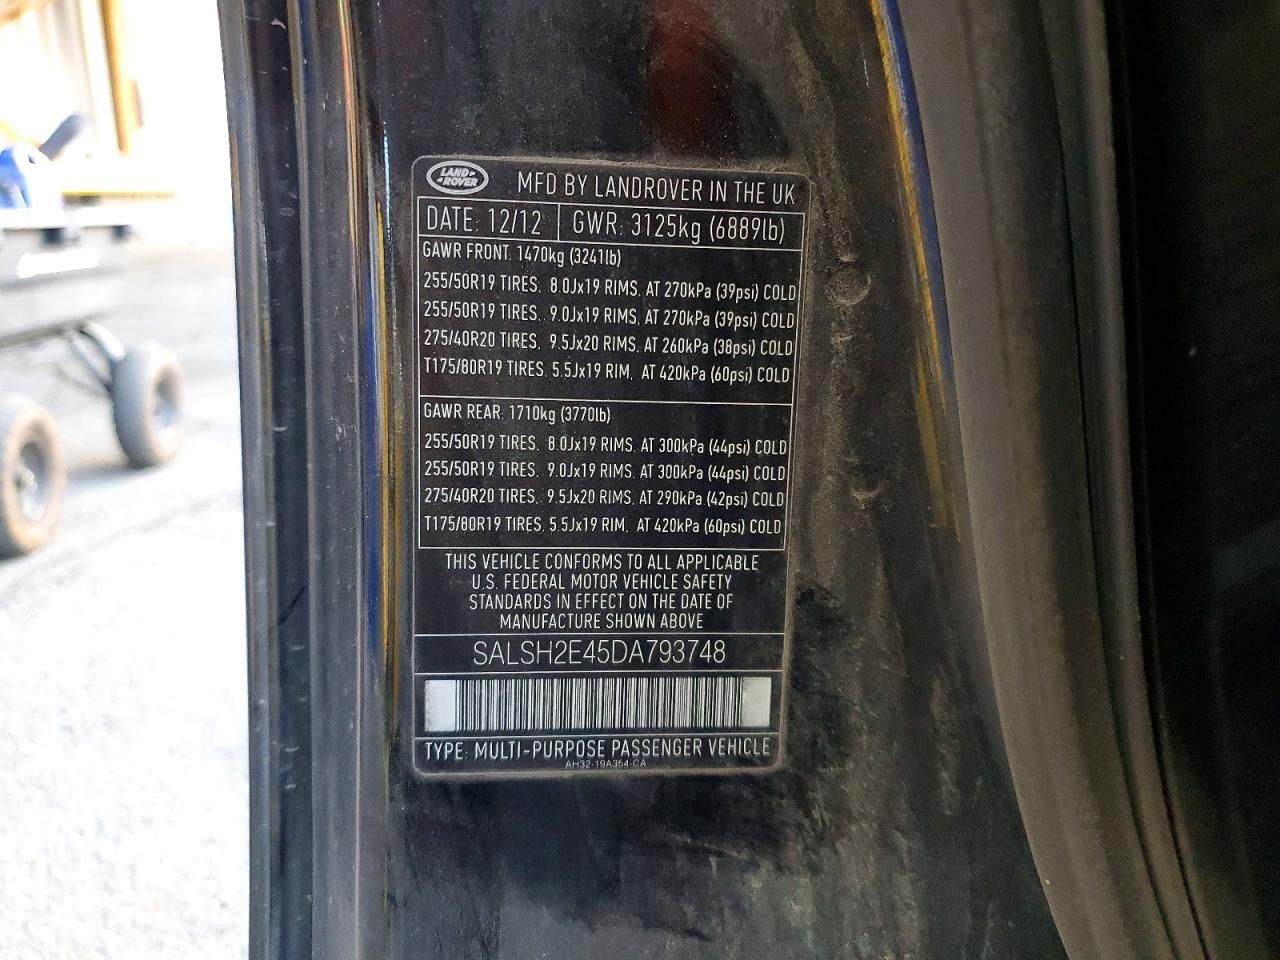 LAND-
-ROVER
MFD BY LANDROVER IN THE UK
DATE: 12/12 GWR: 3125kg (6889lb)
GAWR FRONT: 1470kg (3241lb)
255/50R19 TIRES, 8.0Jx19 RIMS, AT 270kPa (39psi) COLD
255/50R19 TIRES, 9.0Jx19 RIMS, AT 270kPa (39psi) COLD
275/40R20 TIRES, 9.5Jx20 RIMS, AT 260kPa (38psi) COLD
T175/80R19 TIRES, 5.5Jx19 RIM, AT 420kPa (60psi) COLD
GAWR REAR: 1710kg (3770lb)
255/50R19 TIRES, 8.0Jx19 RIMS, AT 300kPa (44psi) COLD
255/50R19 TIRES, 9.0Jx19 RIMS, AT 300kPa (44psi) COLD
275/40R20 TIRES, 9.5Jx20 RIMS, AT 290kPa (42psi) COLD
T175/80R19 TIRES, 5.5Jx19 RIM, AT 420kPa (60psi) COLD
THIS VEHICLE CONFORMS TO ALL APPLICABLE
U.S. FEDERAL MOTOR VEHICLE SAFETY
STANDARDS IN EFFECT ON THE DATE OF
MANUFACTURE SHOWN ABOVE
SALSH2E45DA793748
TYPE: MULTI-PURPOSE PASSENGER VEHICLE
AH32-19A354-CA